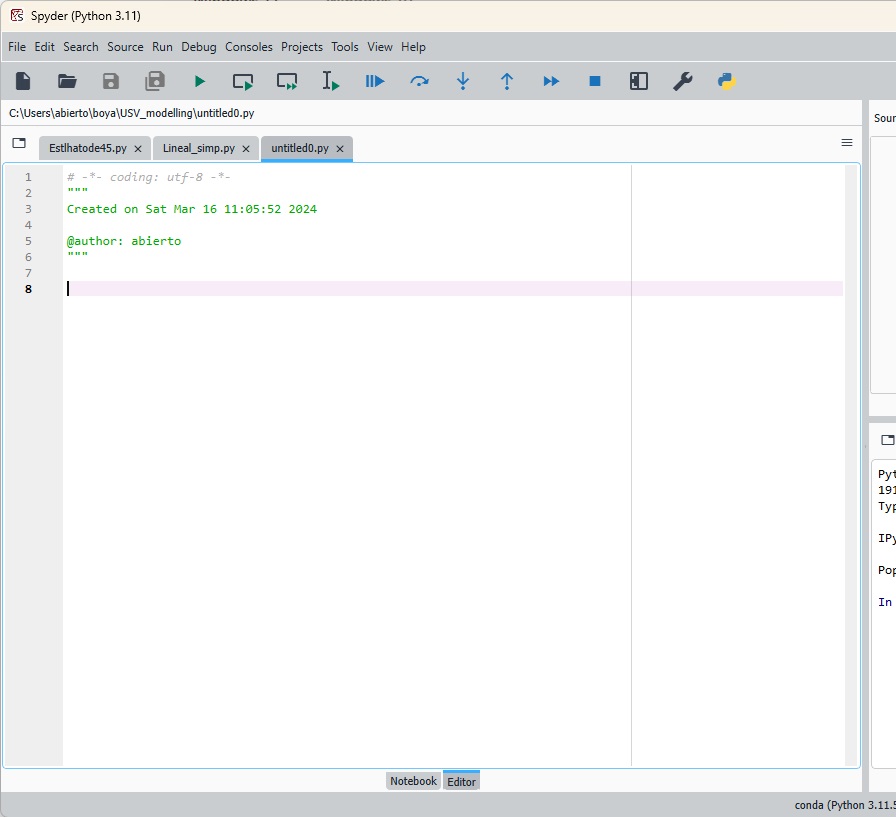 Spyder (Python 3.11)
File Edit Search Source Run Debug Consoles Projects Tools View Help
C:\Users\abierto\boya\USV_modelling\untitled0.py
Sour
Estlhatode45.py Lineal_simp.py untitled0.py
1 # -*- coding: utf-8 -*-
2 """
3 Created on Sat Mar 16 11:05:52 2024
4
5 @author: abierto
6 """
7
8
Pyt
191
Typ
IPy
Pop
In
Notebook Editor
conda (Python 3.11.5